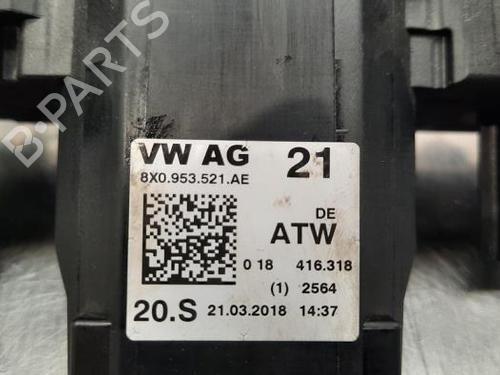 B-PARTS
VW AG 21
8X0.953.521.AE
DE
ATW
0 18 416.318
(1) 2564
20.S 21.03.2018 14:37